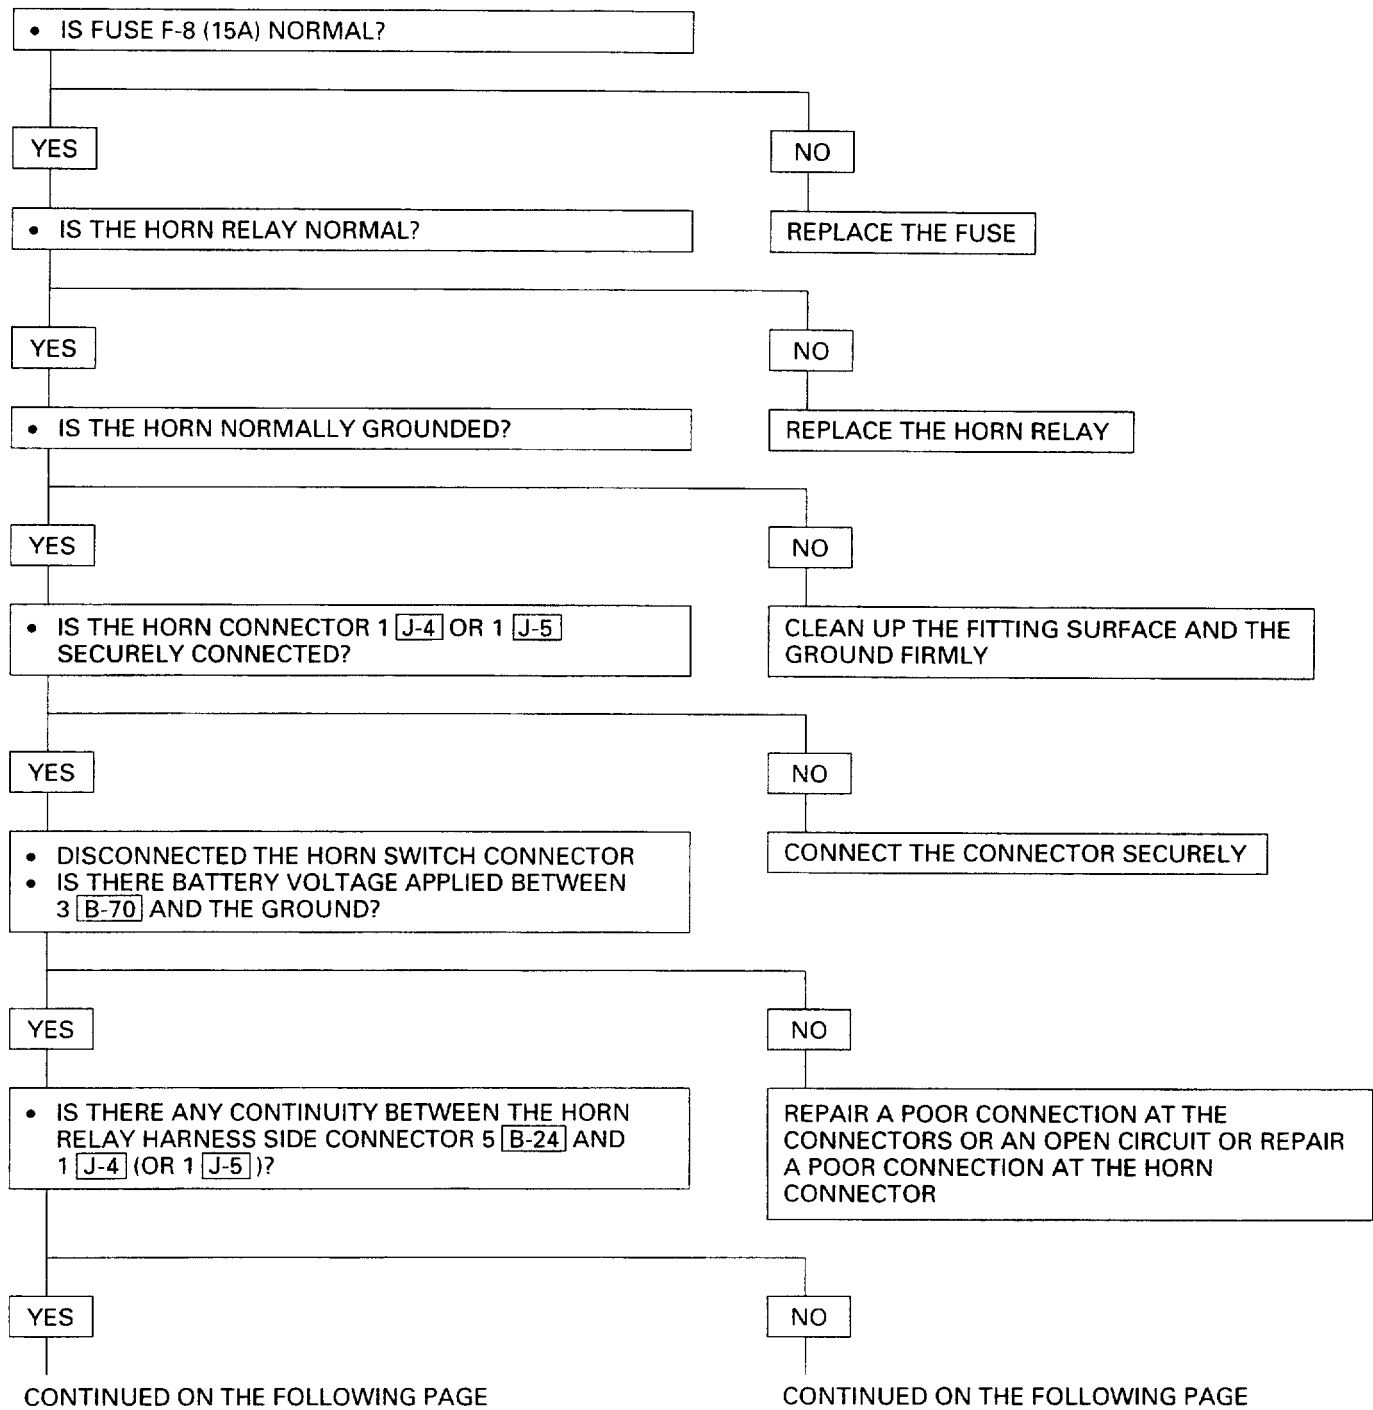 • IS FUSE F-8 (15A) NORMAL?
YES
NO
• IS THE HORN RELAY NORMAL?
REPLACE THE FUSE
YES
NO
• IS THE HORN NORMALLY GROUNDED?
REPLACE THE HORN RELAY
YES
NO
• IS THE HORN CONNECTOR 1 J-4 OR 1 J-5
SECURELY CONNECTED?
CLEAN UP THE FITTING SURFACE AND THE
GROUND FIRMLY
YES
NO
• DISCONNECTED THE HORN SWITCH CONNECTOR
• IS THERE BATTERY VOLTAGE APPLIED BETWEEN
3 B-70 AND THE GROUND?
CONNECT THE CONNECTOR SECURELY
YES
NO
• IS THERE ANY CONTINUITY BETWEEN THE HORN
RELAY HARNESS SIDE CONNECTOR 5 B-24 AND
1 J-4 (OR 1 J-5 )?
REPAIR A POOR CONNECTION AT THE
CONNECTORS OR AN OPEN CIRCUIT OR REPAIR
A POOR CONNECTION AT THE HORN
CONNECTOR
YES
NO
CONTINUED ON THE FOLLOWING PAGE
CONTINUED ON THE FOLLOWING PAGE